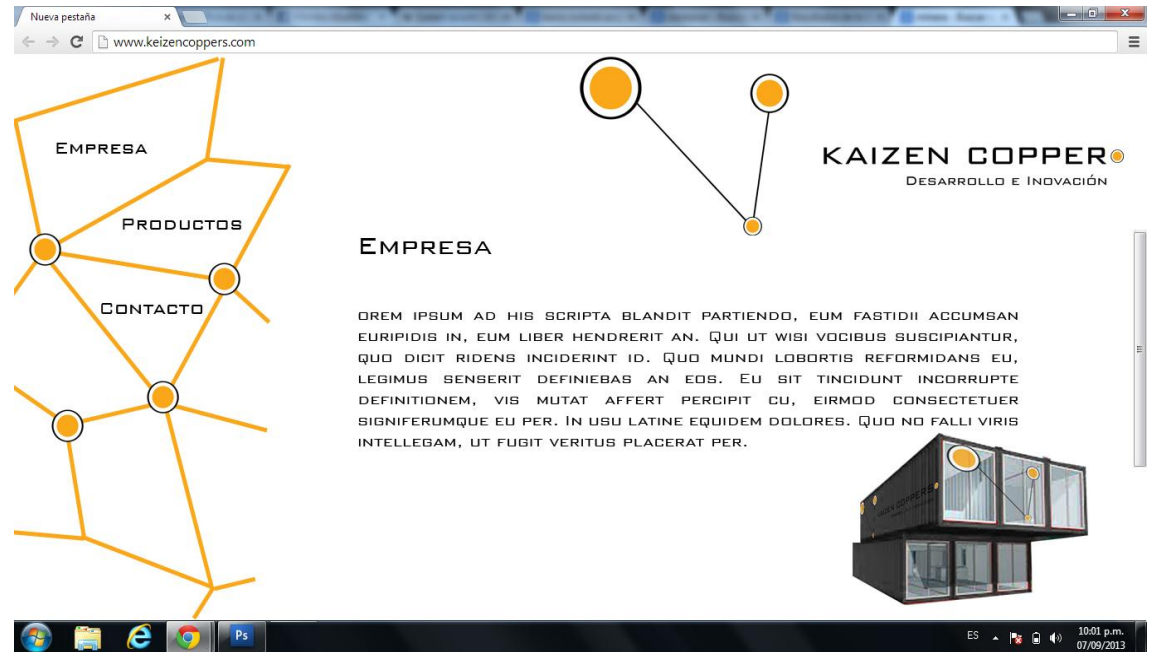 Nueva pestaña
www.keizencoppers.com
EMPRESA
PRODUCTOS
CONTACTO
KAIZEN COPPER
DESARROLLO E INOVACIÓN
EMPRESA
OREM IPSUM AD HIS SCRIPTA BLANDIT PARTIENDO, EUM FASTIDII ACCUMSAN
EURIPIDIS IN, EUM LIBER HENDRERIT AN. QUI UT WISI VOCIBUS SUSCIPIANTUR,
QUO DICIT RIDENS INCIDERINT ID. QUO MUNDI LOBORTIS REFORMIDANS EU,
LEGIMUS SENSERIT DEFINIEBAS AN EOS. EU SIT TINCIDUNT INCORRUPTE
DEFINITIONEM, VIS MUTAT AFFERT PERCIPIT CU, EIRMOD CONSECTETUER
SIGNIFERUMQUE EU PER. IN USU LATINE EQUIDEM DOLORES. QUO NO FALLI VIRIS
INTELLEGAM, UT FUGIT VERITUS PLACERAT PER.
KAIZEN COPPERS
Ps
ES
10:01 p.m.
07/09/2013